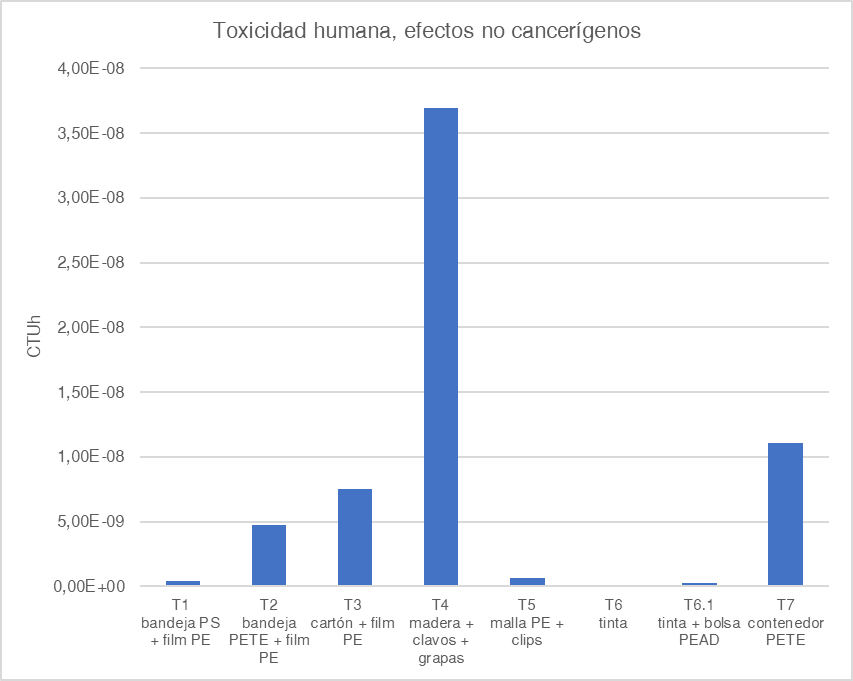 Toxicidad humana, efectos no cancerígenos
4,00E-08
3,50E-08
3,00E-08
2,50E-08
2,00E-08
1,50E-08
1,00E-08
5,00E-09
0,00E+00
CTUh
T1
bandeja PS
+ film PE
T2
bandeja
PETE + film
PE
T3
cartón + film
PE
T4
madera +
clavos +
grapas
T5
malla PE +
clips
T6
tinta
T6.1
tinta + bolsa
PEAD
T7
contenedor
PETE